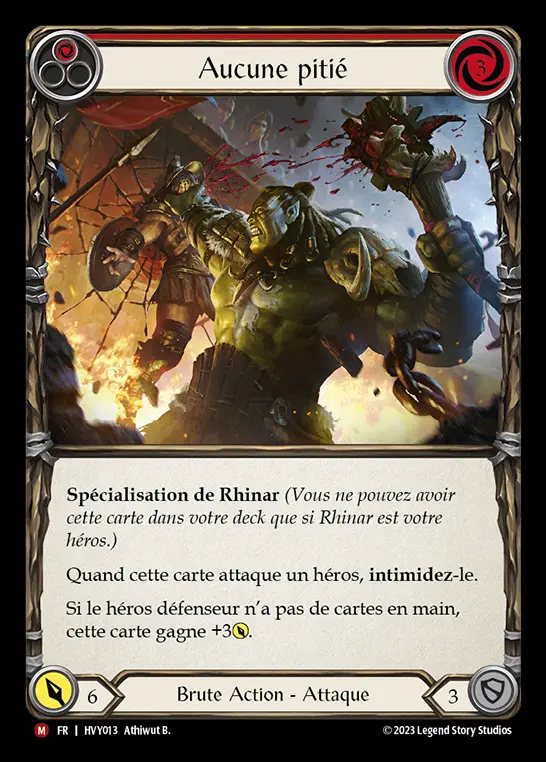 Aucune pitié
3
Spécialisation de Rhinar (Vous ne pouvez avoir
cette carte dans votre deck que si Rhinar est votre
héros.)
Quand cette carte attaque un héros, intimidez-le.
Si le héros défenseur n'a pas de cartes en main,
cette carte gagne +3.
6 Brute Action - Attaque 3
M FR | HVY013 Athiwut B. ©2023 Legend Story Studios